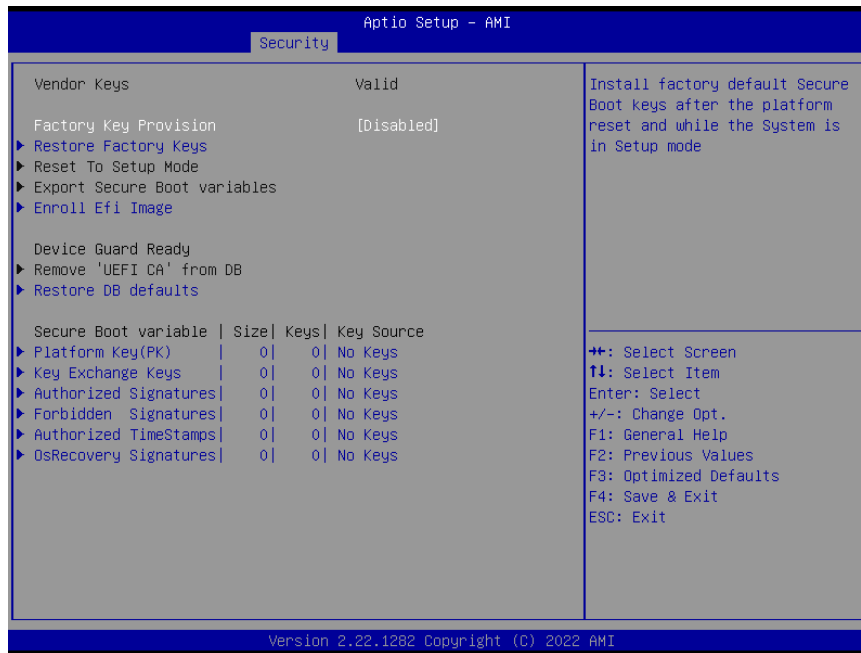 Aptio Setup – AMI
Security
Vendor Keys Valid
Factory Key Provision [Disabled]
Restore Factory Keys
Reset To Setup Mode
Export Secure Boot variables
Enroll Efi Image
Device Guard Ready
Remove 'UEFI CA' from DB
Restore DB defaults
Secure Boot variable | Size| Keys| Key Source
Platform Key(PK) | 0| 0| No Keys
Key Exchange Keys | 0| 0| No Keys
Authorized Signatures| 0| 0| No Keys
Forbidden Signatures| 0| 0| No Keys
Authorized TimeStamps| 0| 0| No Keys
OsRecovery Signatures| 0| 0| No Keys
Install factory default Secure
Boot keys after the platform
reset and while the System is
in Setup mode
→←: Select Screen
↑↓: Select Item
Enter: Select
+/-: Change Opt.
F1: General Help
F2: Previous Values
F3: Optimized Defaults
F4: Save & Exit
ESC: Exit
Version 2.22.1282 Copyright (C) 2022 AMI